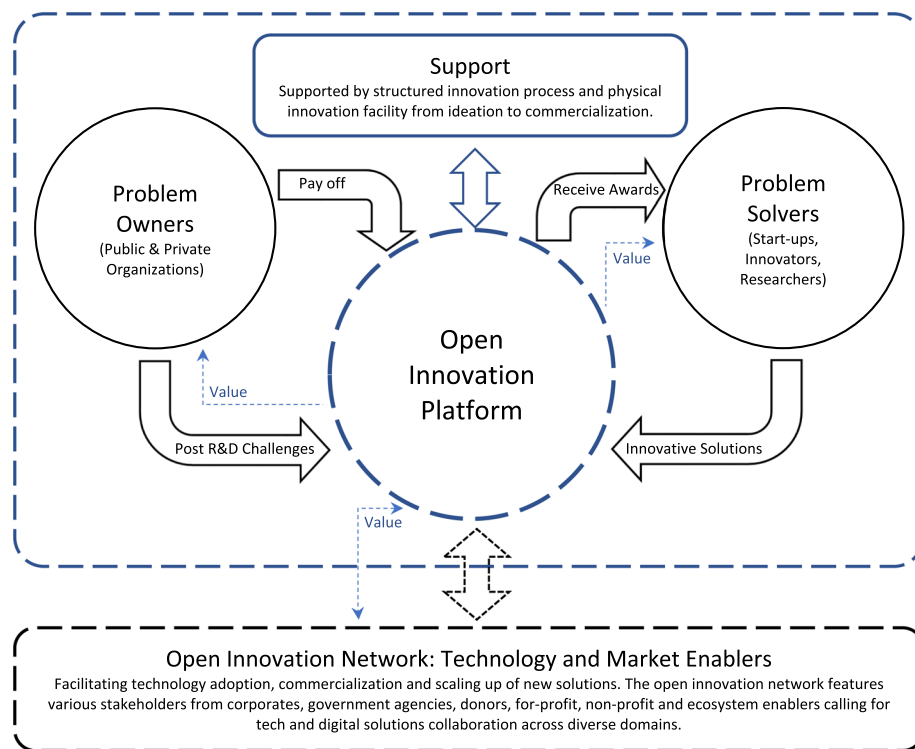 Support
Supported by structured innovation process and physical
innovation facility from ideation to commercialization.
Problem
Owners
(Public & Private
Organizations)
Pay off
Receive Awards
Problem
Solvers
(Start-ups,
Innovators,
Researchers)
Value
Open
Innovation
Platform
Value
Post R&D Challenges
Innovative Solutions
Value
Open Innovation Network: Technology and Market Enablers
Facilitating technology adoption, commercialization and scaling up of new solutions. The open innovation network features
various stakeholders from corporates, government agencies, donors, for-profit, non-profit and ecosystem enablers calling for
tech and digital solutions collaboration across diverse domains.